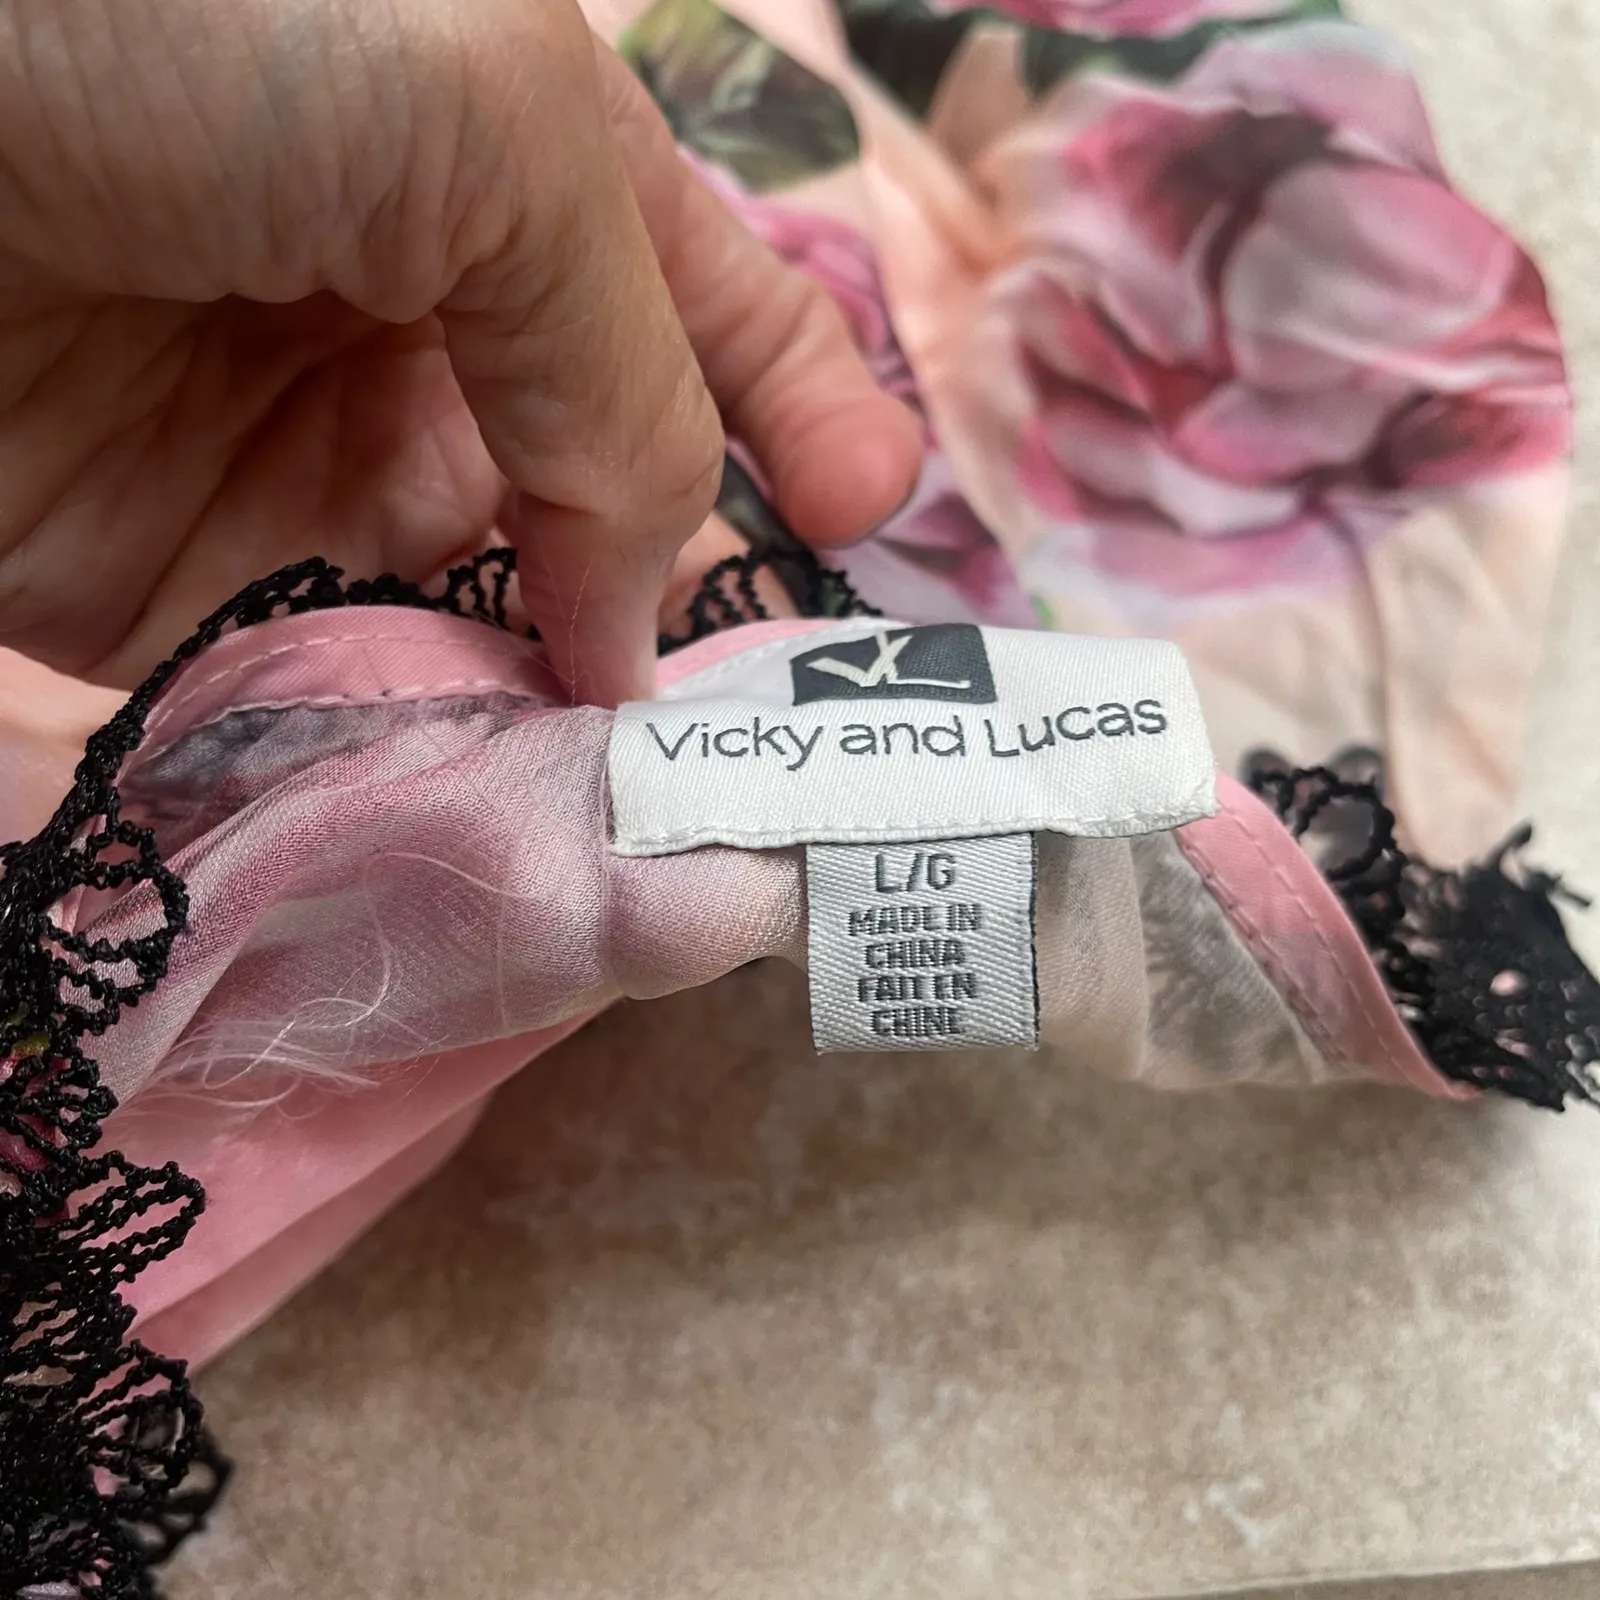 VL
Vicky and Lucas
L/G
MADE IN
CHINA
FAIT EN
CHINE